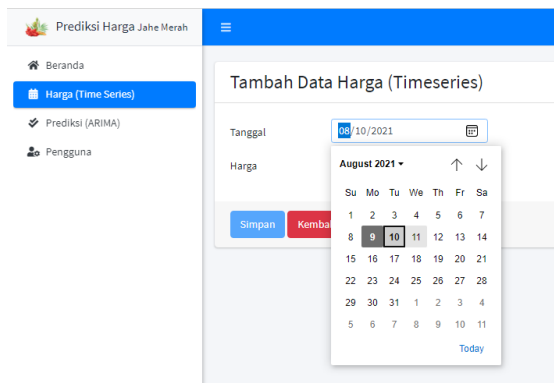 Prediksi Harga Jahe Merah
Beranda
Harga (Time Series)
Prediksi (ARIMA)
Pengguna
Tambah Data Harga (Timeseries)
Tanggal
08/10/2021
Harga
Simpan
Kembal
August 2021
Su Mo Tu We Th Fr Sa
1 2 3 4 5 6 7
8 9 10 11 12 13 14
15 16 17 18 19 20 21
22 23 24 25 26 27 28
29 30 31 1 2 3 4
5 6 7 8 9 10 11
Today